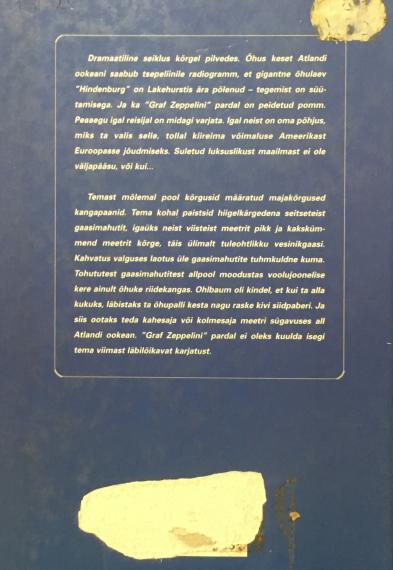 Dramaatiline seiklus kõrgel pilvedes. Õhus keset Atlandi
ookeani saabub tsepeliinile radiogramm, et gigantne õhulaev
"Hindenburg" on Lakehurstis ära põlenud – tegemist on süü-
tamisega. Ja ka "Graf Zeppelini" pardal on peidetud pomm.
Peaaegu igal reisijal on midagi varjata. Igal neist on oma põhjus,
miks ta valis selle, tollal kiireima võimaluse Ameerikast
Euroopasse jõudmiseks. Suletud luksuslikust maailmast ei ole
väljapääsu, või kui...
Temast mõlemal pool kõrgusid määratud majakõrgused
kangapaanid. Tema kohal paistsid hiigelkärgedena seitseteist
gaasimahutit, igaüks neist viisteist meetrit pikk ja kaksküm-
mend meetrit kõrge, täis ülimalt tuleohtlikku vesinikgaasi.
Kahvatus valguses laotus üle gaasimahutite tuhmkuldne kuma.
Tohututest gaasimahutitest allpool moodustas voolujoonelise
kere ainult õhuke riidekangas. Ohlbaum oli kindel, et kui ta alla
kukuks, läbistaks ta õhupalli kesta nagu raske kivi siidpaberi. Ja
siis ootaks teda kahesaja või kolmesaja meetri sügavuses all
Atlandi ookean. "Graf Zeppelini" pardal ei oleks kuulda isegi
tema viimast läbilõikavat karjatust.